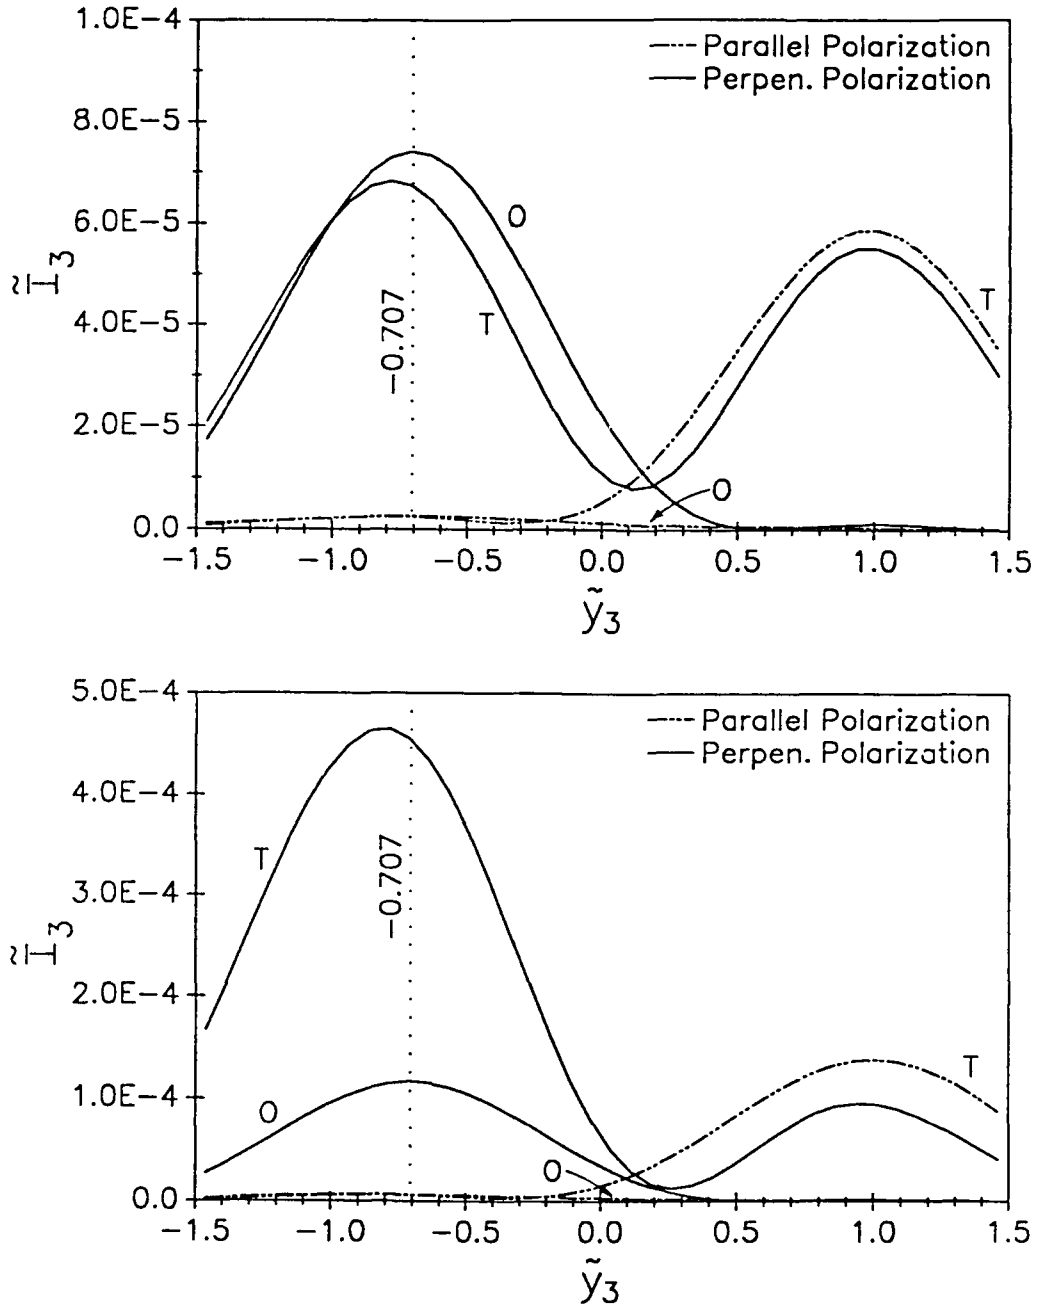 1.0E−4
Parallel Polarization
Perpen. Polarization
8.0E−5
O
6.0E−5
Ĩ3
−0.707
T
T
4.0E−5
2.0E−5
O
0.0
−1.5 −1.0 −0.5 0.0 0.5 1.0 1.5
ỹ3
5.0E−4
Parallel Polarization
Perpen. Polarization
4.0E−4
T
−0.707
3.0E−4
Ĩ3
2.0E−4
T
1.0E−4
O
O
0.0
−1.5 −1.0 −0.5 0.0 0.5 1.0 1.5
ỹ3